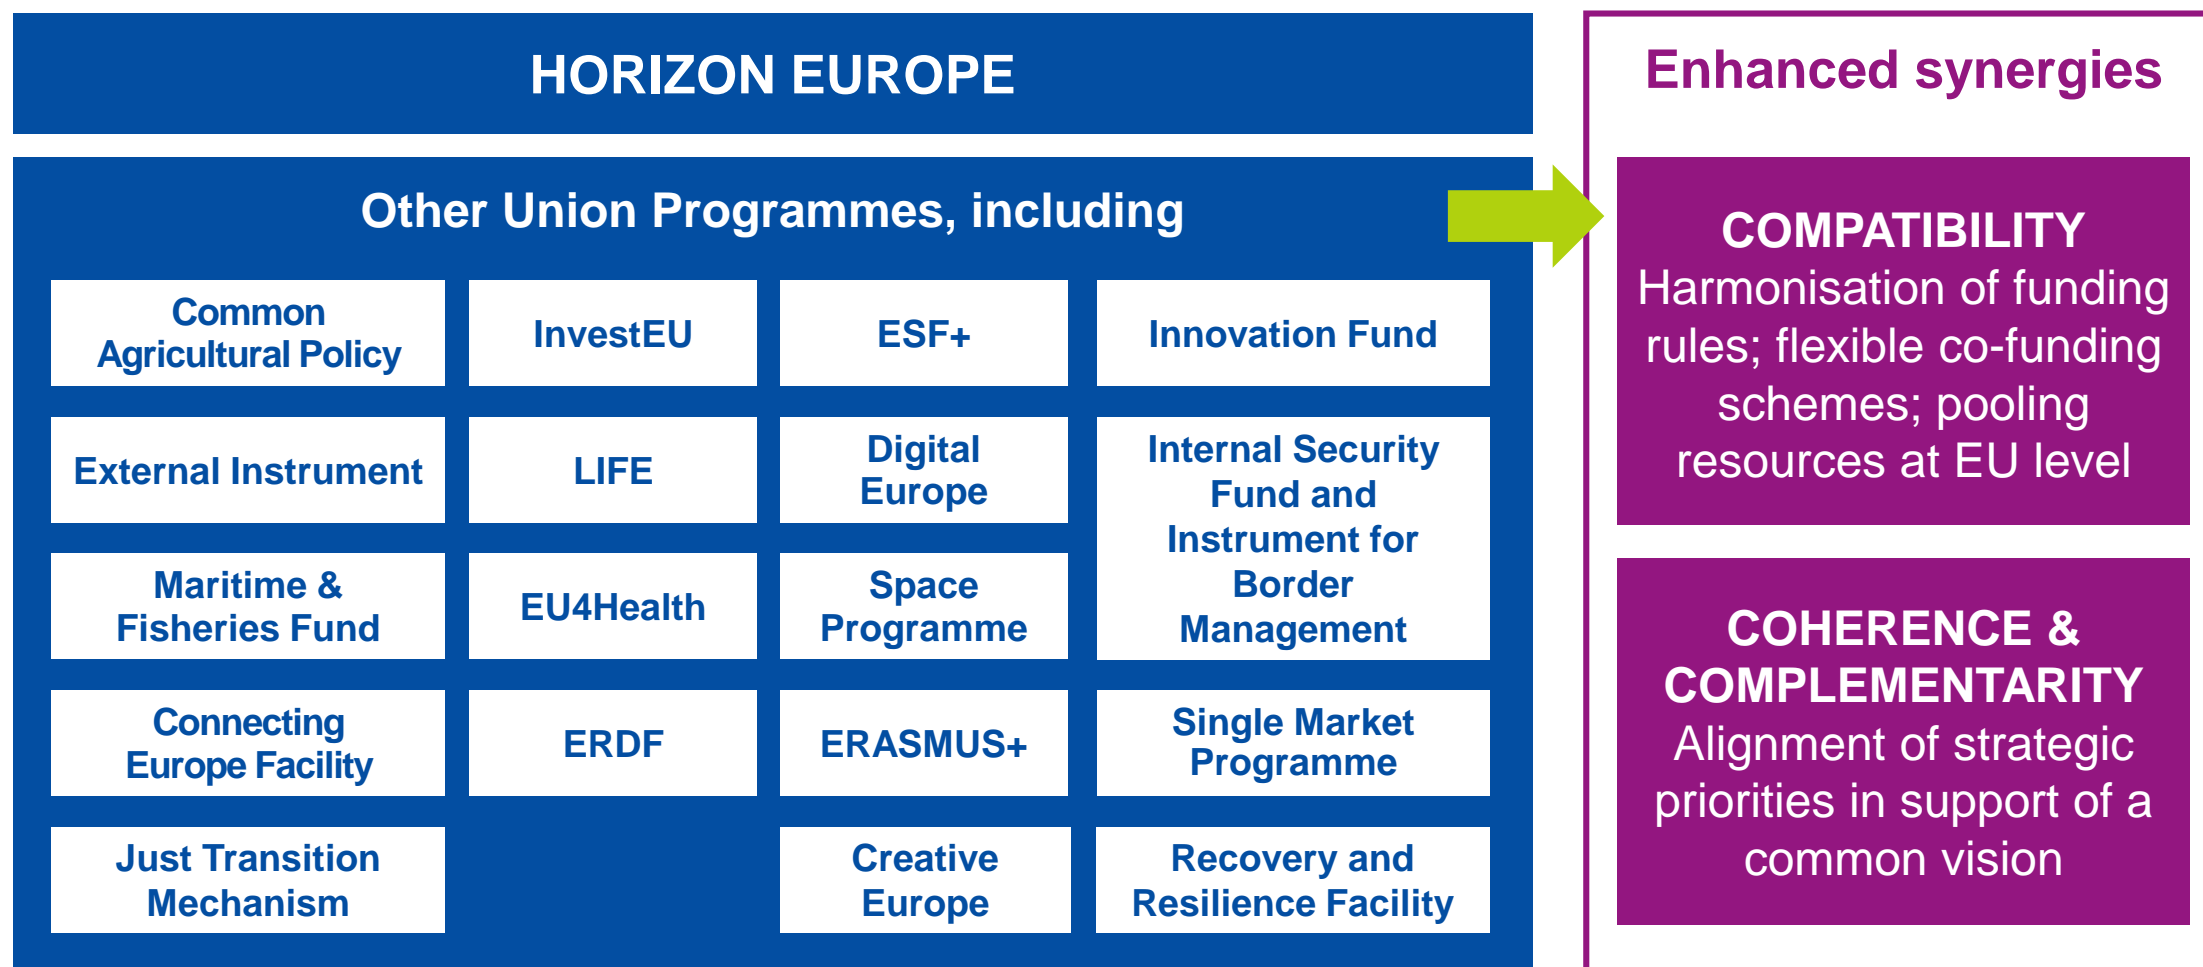 HORIZON EUROPE
Other Union Programmes, including
Common
Agricultural Policy
InvestEU
ESF+
Innovation Fund
External Instrument
LIFE
Digital
Europe
Internal Security
Fund and
Instrument for
Border
Management
Maritime &
Fisheries Fund
EU4Health
Space
Programme
Connecting
Europe Facility
ERDF
ERASMUS+
Single Market
Programme
Just Transition
Mechanism
Creative
Europe
Recovery and
Resilience Facility
Enhanced synergies
COMPATIBILITY
Harmonisation of funding
rules; flexible co-funding
schemes; pooling
resources at EU level
COHERENCE &
COMPLEMENTARITY
Alignment of strategic
priorities in support of a
common vision